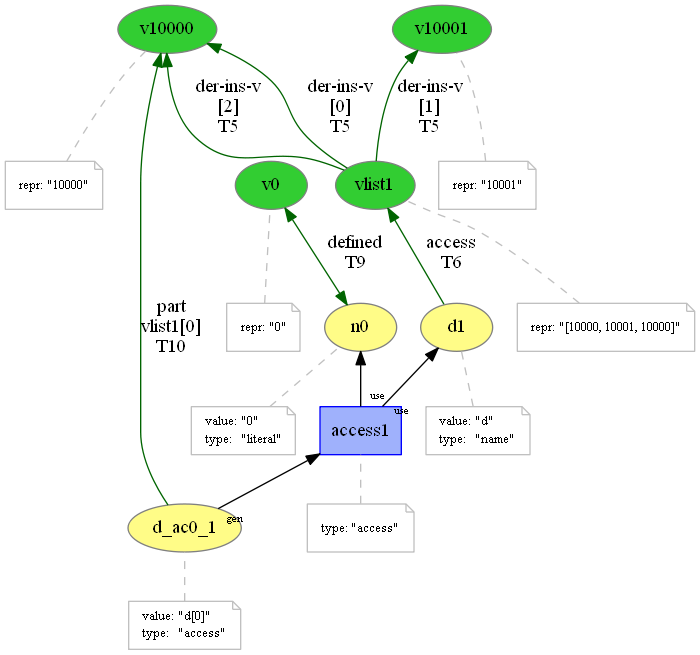 v10000
v10001
der-ins-v
[2]
T5
der-ins-v
[0]
T5
der-ins-v
[1]
T5
repr: "10000"
v0
vlist1
repr: "10001"
defined
T9
access
T6
part
vlist1[0]
T10
repr: "0"
n0
d1
repr: "[10000, 10001, 10000]"
use
use
value: "0"
type: "literal"
access1
value: "d"
type: "name"
gen
d_ac0_1
type: "access"
value: "d[0]"
type: "access"